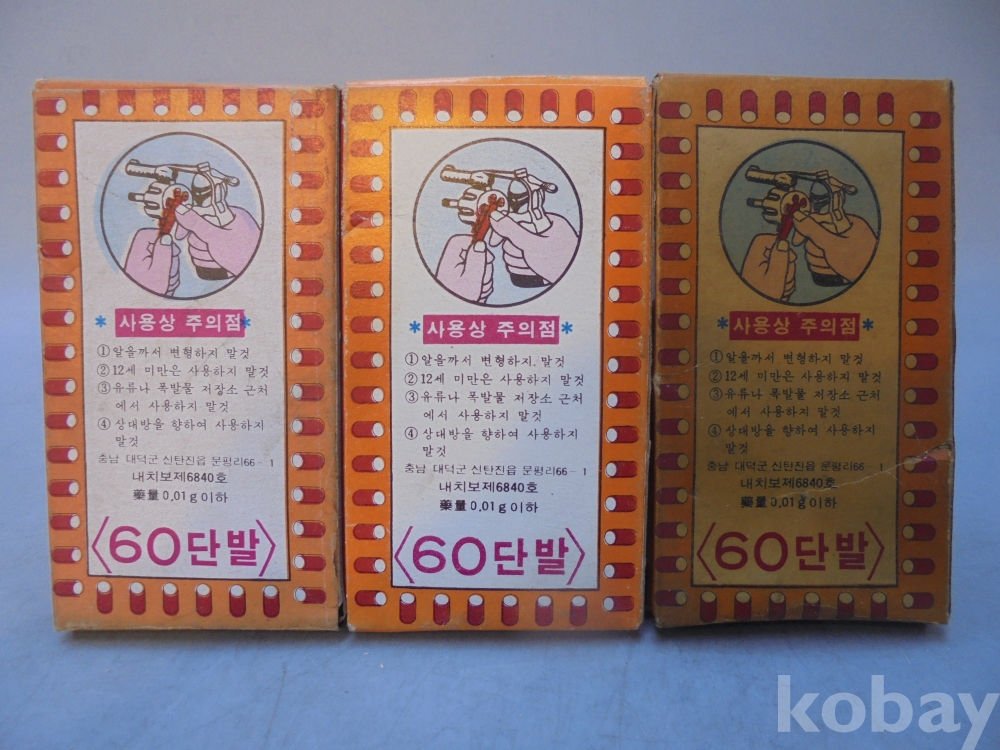 * 사용상 주의점 *
①알을까서 변형하지 말것
②12세 미만은 사용하지 말것
③유류나 폭발물 저장소 근처
에서 사용하지 말것
④상대방을 향하여 사용하지
말것
충남 대덕군 신탄진읍 문평리66-1
내치보제6840호
藥量 0.01g이하
〈60단발〉
* 사용상 주의점 *
①알을까서 변형하지 말것
②12세 미만은 사용하지 말것
③유류나 폭발물 저장소 근처
에서 사용하지 말것
④상대방을 향하여 사용하지
말것
충남 대덕군 신탄진읍 문평리66-1
내치보제6840호
藥量 0.01g이하
〈60단발〉
* 사용상 주의점 *
①알을까서 변형하지 말것
②12세 미만은 사용하지 말것
③유류나 폭발물 저장소 근처
에서 사용하지 말것
④상대방을 향하여 사용하지
말것
충남 대덕군 신탄진읍 문평리66-1
내치보제6840호
藥量 0.01g이하
〈60단발〉
kobay